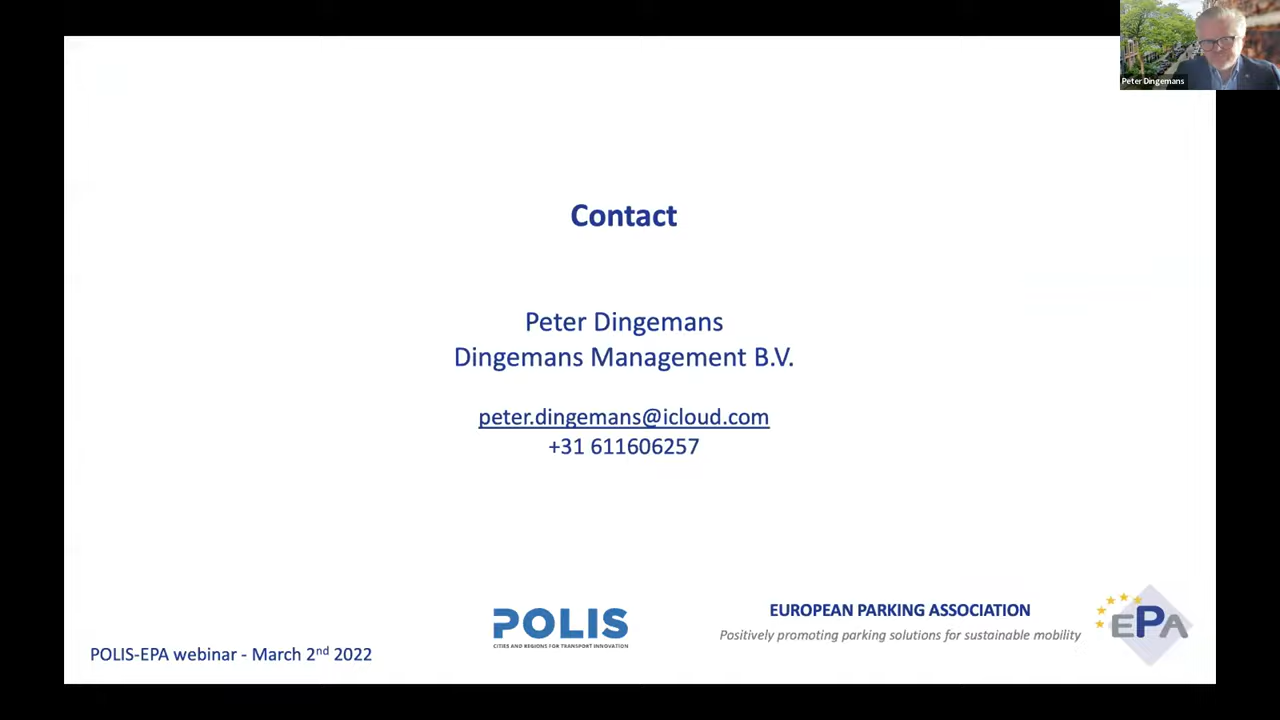 Peter Dingemans
Contact
Peter Dingemans
Dingemans Management B.V.
peter.dingemans@icloud.com
+31 611606257
POLIS-EPA webinar - March 2nd 2022
POLIS
CITIES AND REGIONS FOR TRANSPORT INNOVATION
EUROPEAN PARKING ASSOCIATION
Positively promoting parking solutions for sustainable mobility
EPA